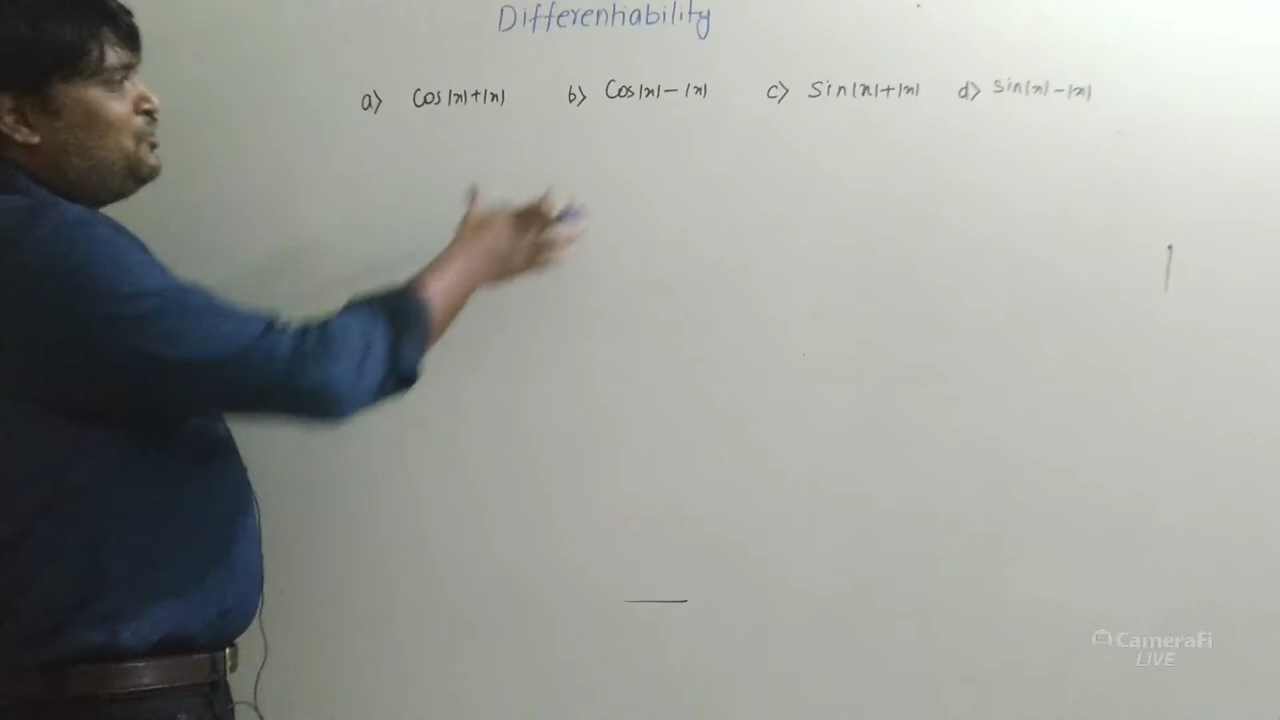 Differentiability
a) Cos|x|+|x| b) Cos|x|-|x| c) Sin|x|+|x| d) Sin|x|-|x|
CameraFi
LIVE